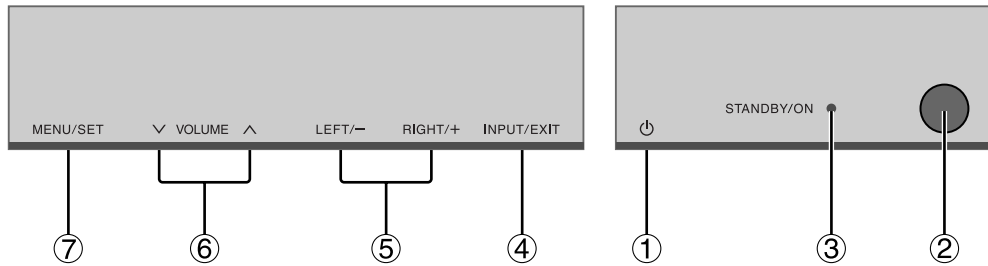 MENU/SET ∨ VOLUME ∧ LEFT/− RIGHT/+ INPUT/EXIT
STANDBY/ON
⑦ ⑥ ⑤ ④ ① ③ ②